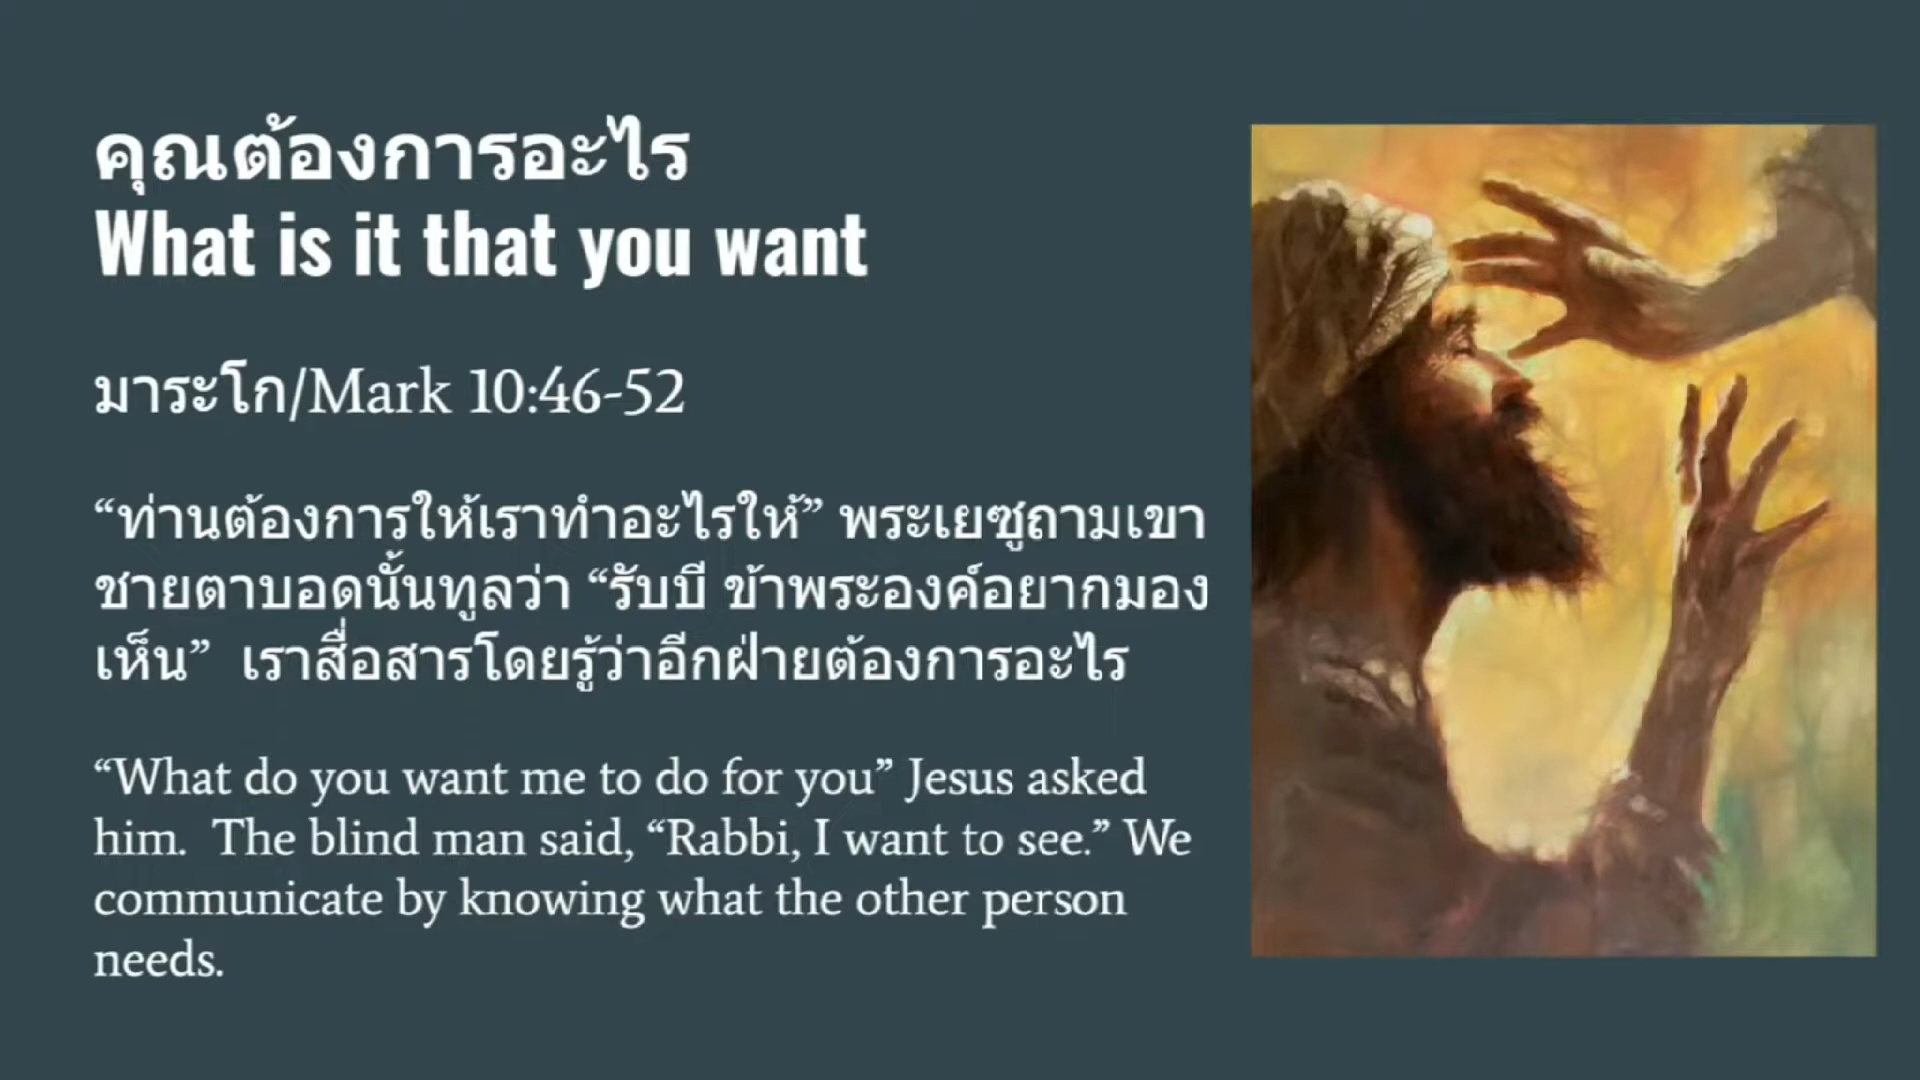 คุณต้องการอะไร
What is it that you want
มาระโก/Mark 10:46-52
“ท่านต้องการให้เราทำอะไรให้” พระเยซูถามเขา
ชายตาบอดนั้นทูลว่า “รับบี ข้าพระองค์อยากมอง
เห็น”  เราสื่อสารโดยรู้ว่าอีกฝ่ายต้องการอะไร
“What do you want me to do for you” Jesus asked
him.  The blind man said, “Rabbi, I want to see.” We
communicate by knowing what the other person
needs.